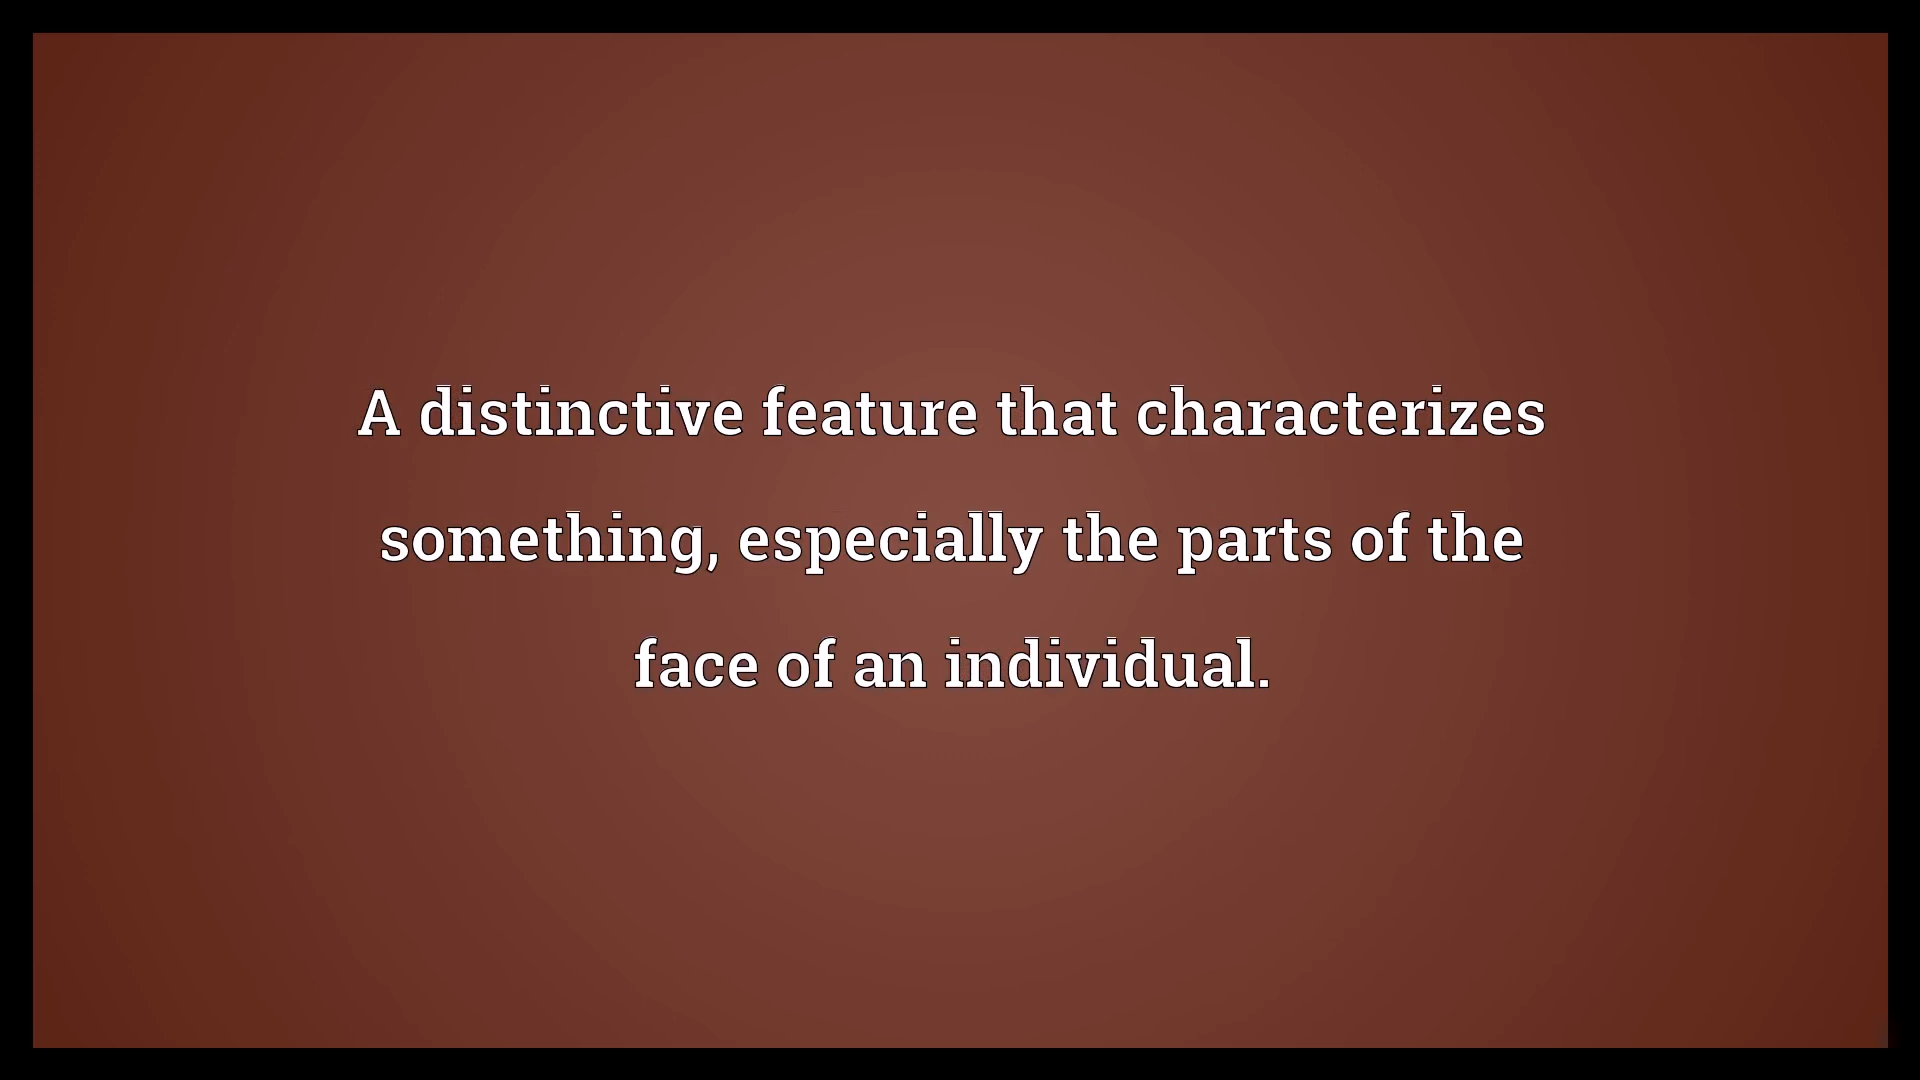 A distinctive feature that characterizes
something, especially the parts of the
face of an individual.